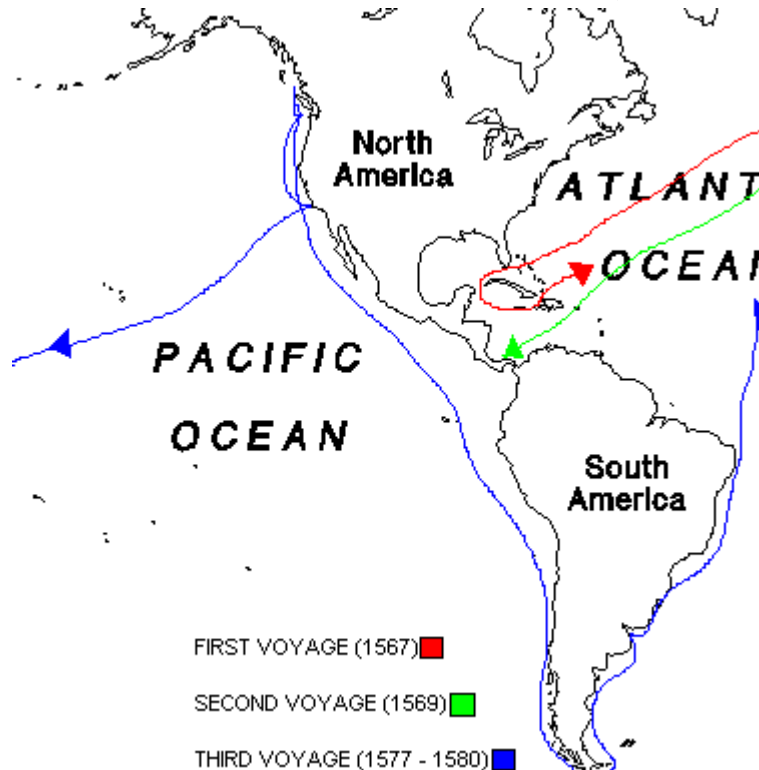 North
America
ATLANT
OCEAN
PACIFIC
OCEAN
South
America
FIRST VOYAGE (1567)
SECOND VOYAGE (1569)
THIRD VOYAGE (1577 - 1580)